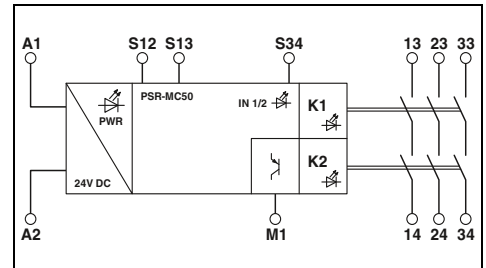 A1 S12 S13 S34 13 23 33
PSR-MC50
IN 1/2 K1
PWR
K2
24V DC
A2 M1 14 24 34